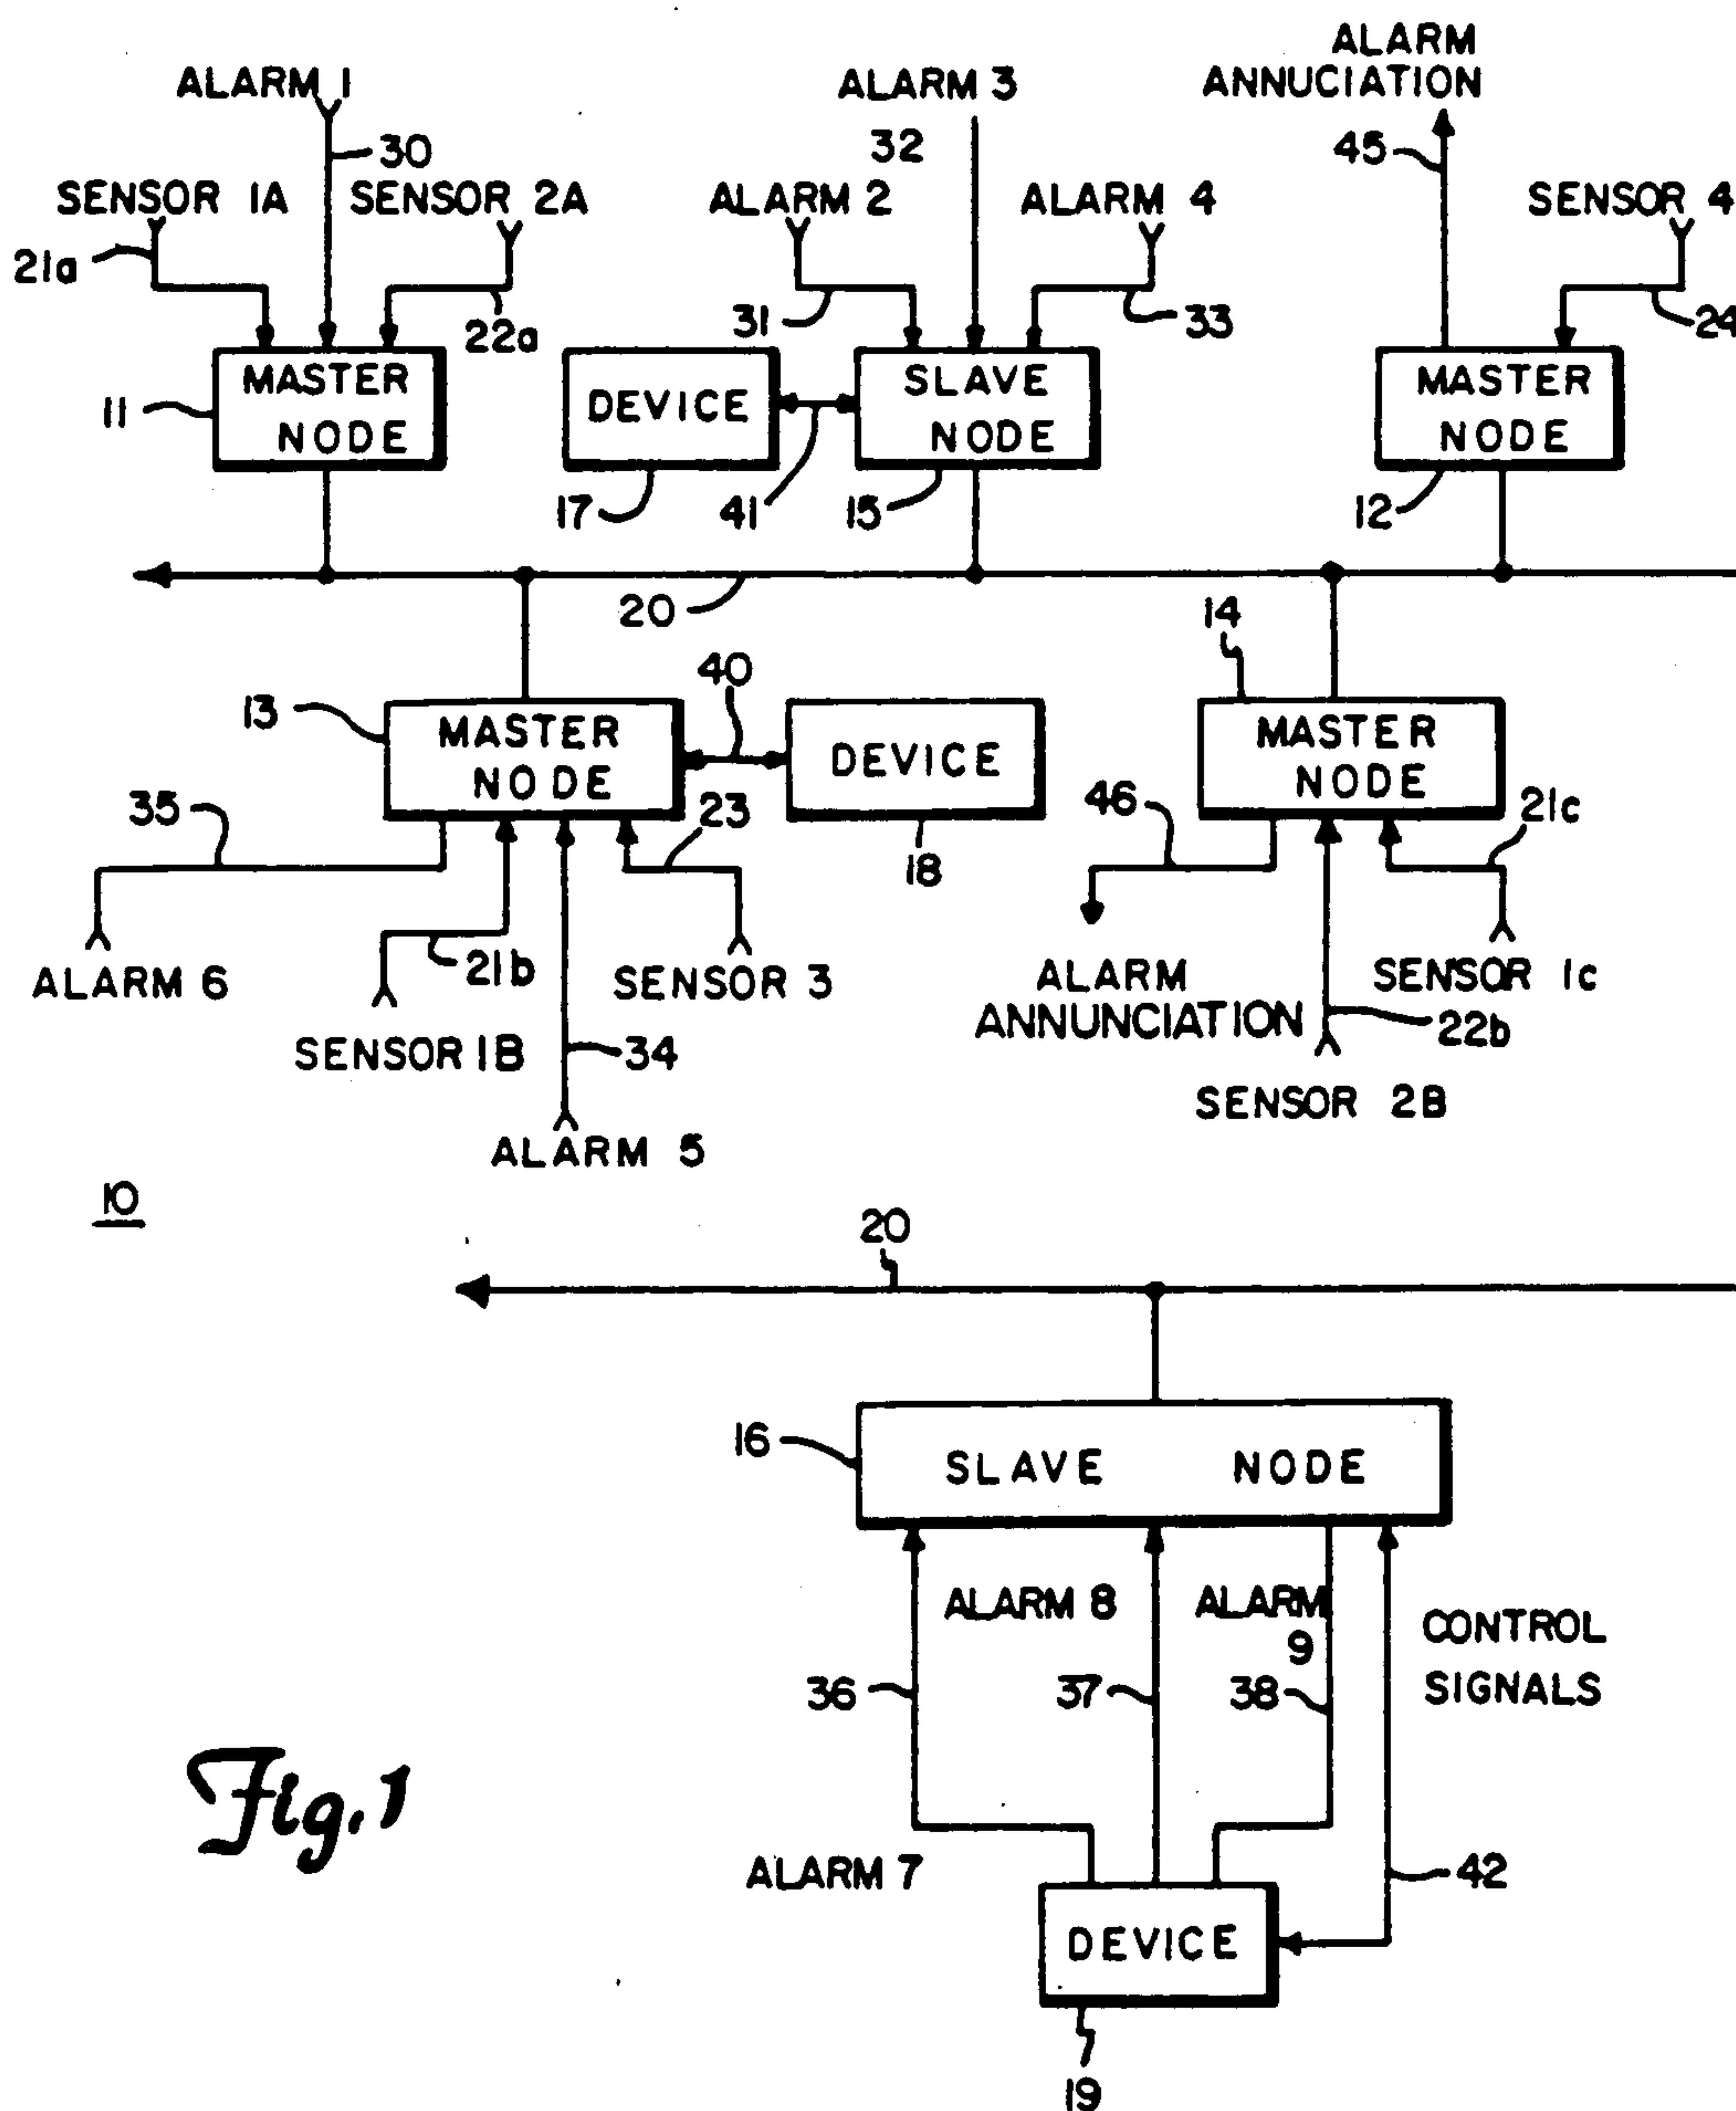 ALARM
ANNUCIATION
ALARM 1
ALARM 3
30
32
45
SENSOR 1A
SENSOR 2A
ALARM 2
ALARM 4
SENSOR 4
21a
22a
31
33
24
11
MASTER
NODE
DEVICE
SLAVE
NODE
MASTER
NODE
17
41
15
12
20
14
40
13
MASTER
NODE
DEVICE
MASTER
NODE
35
23
18
46
21c
ALARM 6
21b
SENSOR 3
ALARM
ANNUNCIATION
SENSOR 1c
22b
SENSOR 1B
34
SENSOR 2B
ALARM 5
10
20
16
SLAVE NODE
ALARM 8
ALARM
9
CONTROL
SIGNALS
36
37
38
Fig. 1
ALARM 7
42
DEVICE
19